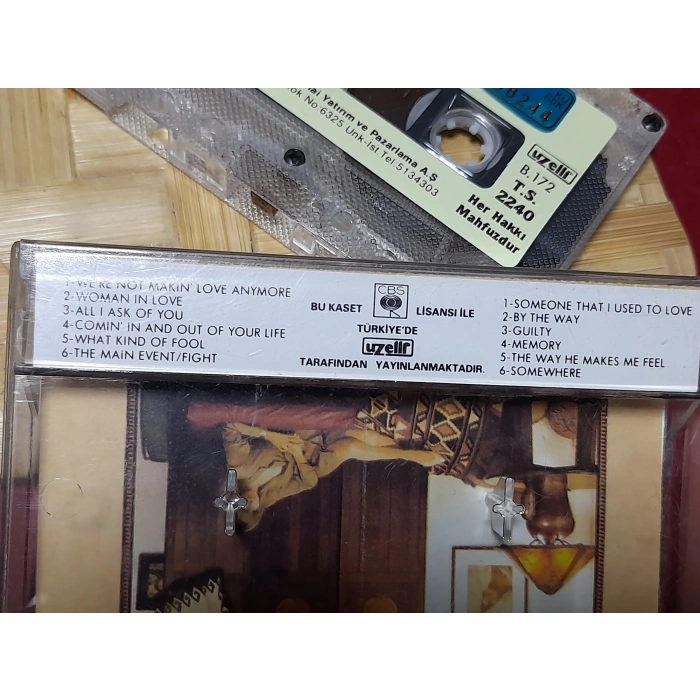 8244
nai Yatırım ve Pazarlama A.Ş
ok No 6325 Unk-İst Tel:5134303
uzelli
B.172
T.S.
2240
Her Hakkı
Mahfuzdur
1-WE'RE NOT MAKIN' LOVE ANYMORE
2-WOMAN IN LOVE
3-ALL I ASK OF YOU
4-COMIN' IN AND OUT OF YOUR LIFE
5-WHAT KIND OF FOOL
6-THE MAiN EVENT/FIGHT
BU KASET CBS LİSANSI İLE
TÜRKİYE'DE
uzelli
TARAFINDAN YAYINLANMAKTADIR.
1-SOMEONE THAT I USED TO LOVE
2-BY THE WAY
3-GUILTY
4-MEMORY
5-THE WAY HE MAKES ME FEEL
6-SOMEWHERE